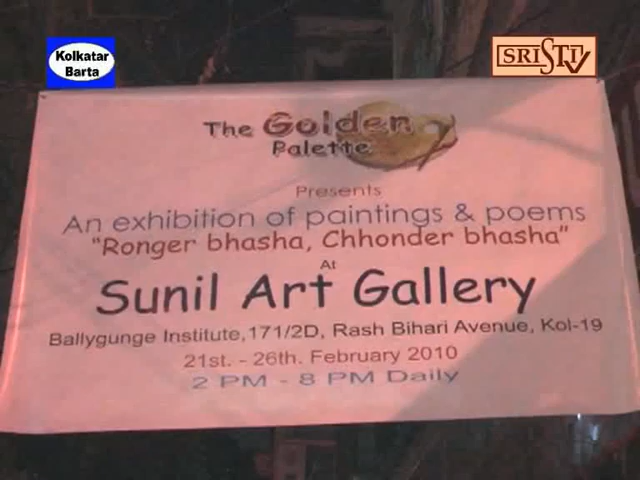 Kolkatar
Barta
SRISTI TV
The Golden
Palette
Presents
An exhibition of paintings & poems
"Ronger bhasha, Chhonder bhasha"
At
Sunil Art Gallery
Ballygunge Institute,171/2D, Rash Bihari Avenue, Kol-19
21st. - 26th. February 2010
2 PM - 8 PM Daily